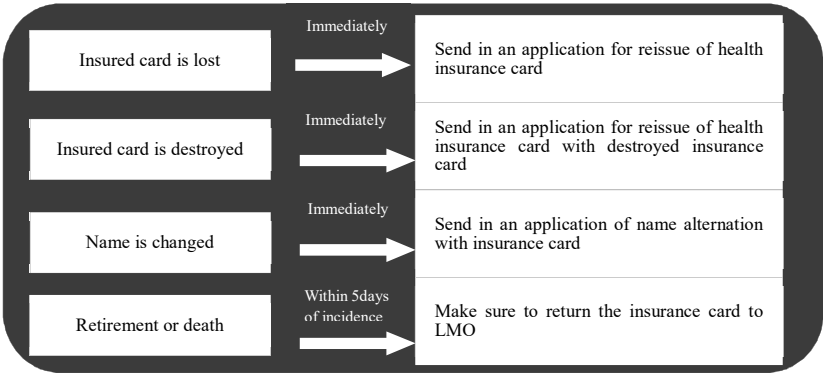 Insured card is lost
Immediately
Send in an application for reissue of health
insurance card
Insured card is destroyed
Immediately
Send in an application for reissue of health
insurance card with destroyed insurance
card
Name is changed
Immediately
Send in an application of name alternation
with insurance card
Retirement or death
Within 5days
of incidence
Make sure to return the insurance card to
LMO